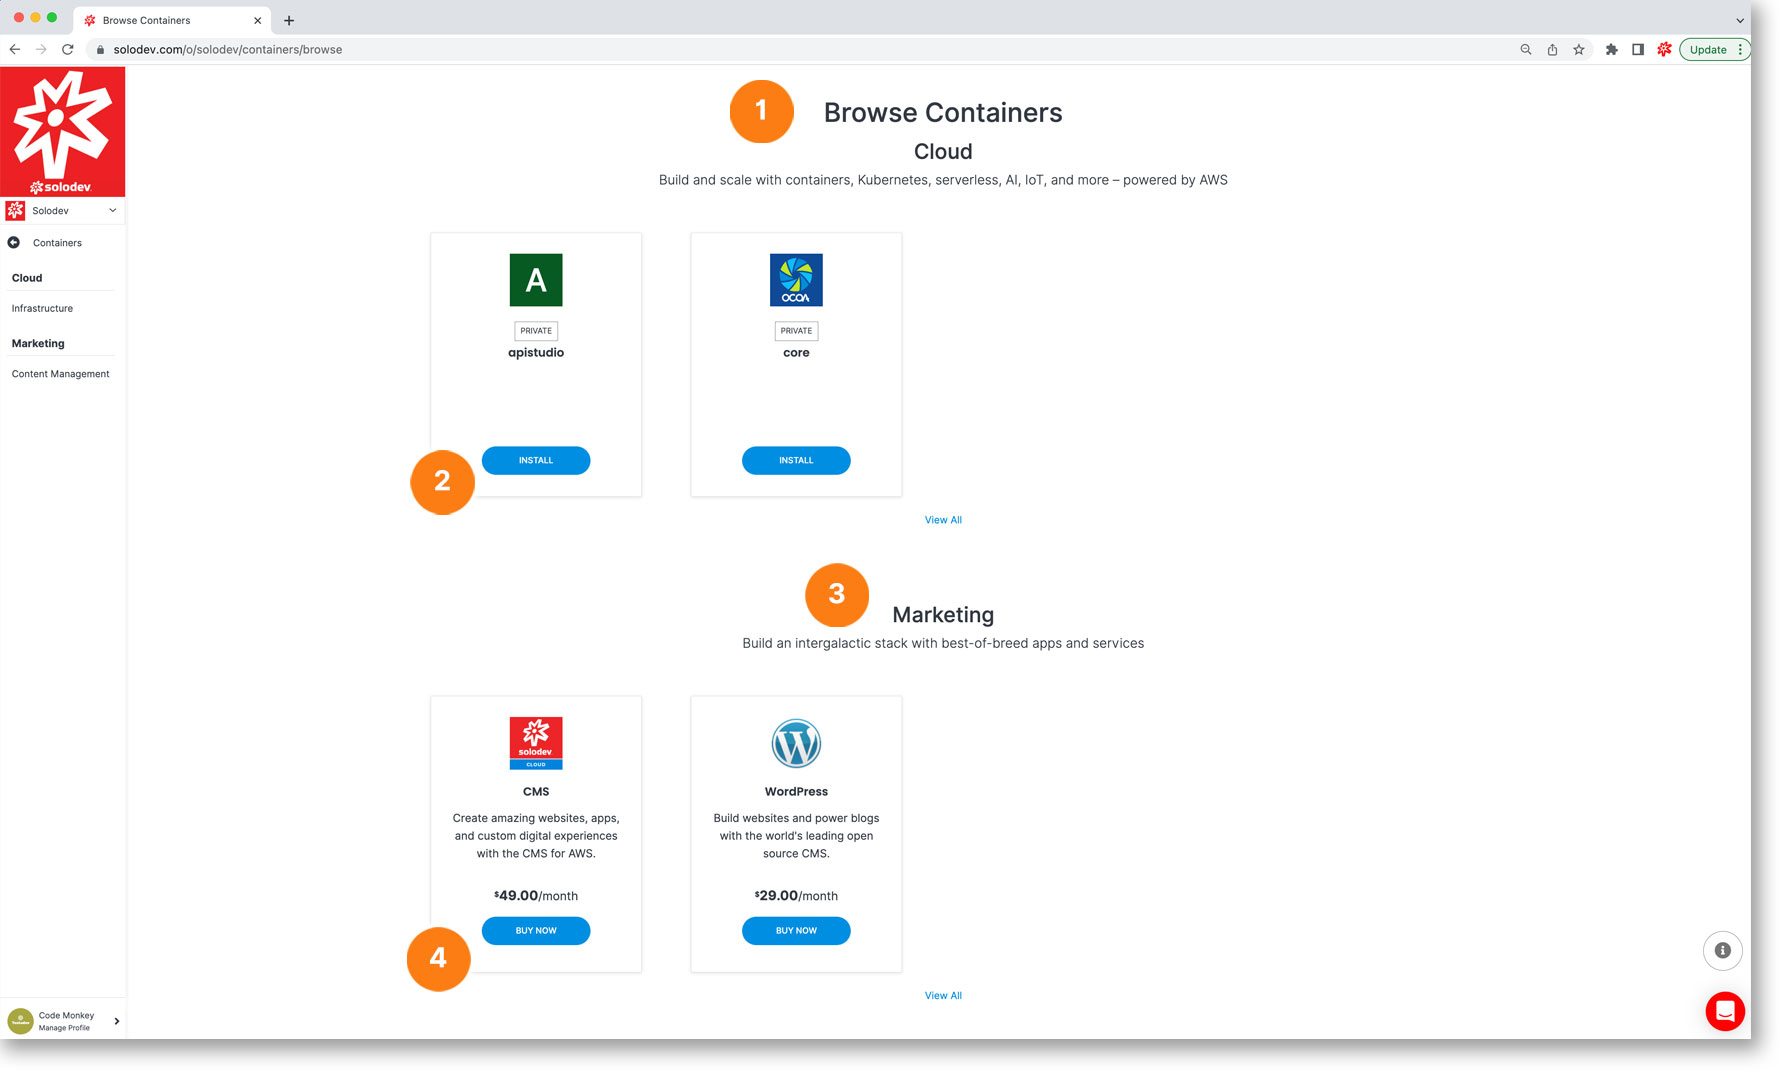 Browse Containers
solodev.com/o/solodev/containers/browse
Update
solodev
Solodev
Containers
Cloud
Infrastructure
Marketing
Content Management
1
Browse Containers
Cloud
Build and scale with containers, Kubernetes, serverless, AI, IoT, and more – powered by AWS
A
PRIVATE
apistudio
INSTALL
2
OCOA
PRIVATE
core
INSTALL
View All
3
Marketing
Build an intergalactic stack with best-of-breed apps and services
solodev
CLOUD
CMS
Create amazing websites, apps,
and custom digital experiences
with the CMS for AWS.
$49.00/month
BUY NOW
4
W
WordPress
Build websites and power blogs
with the world's leading open
source CMS.
$29.00/month
BUY NOW
View All
Code Monkey
Manage Profile